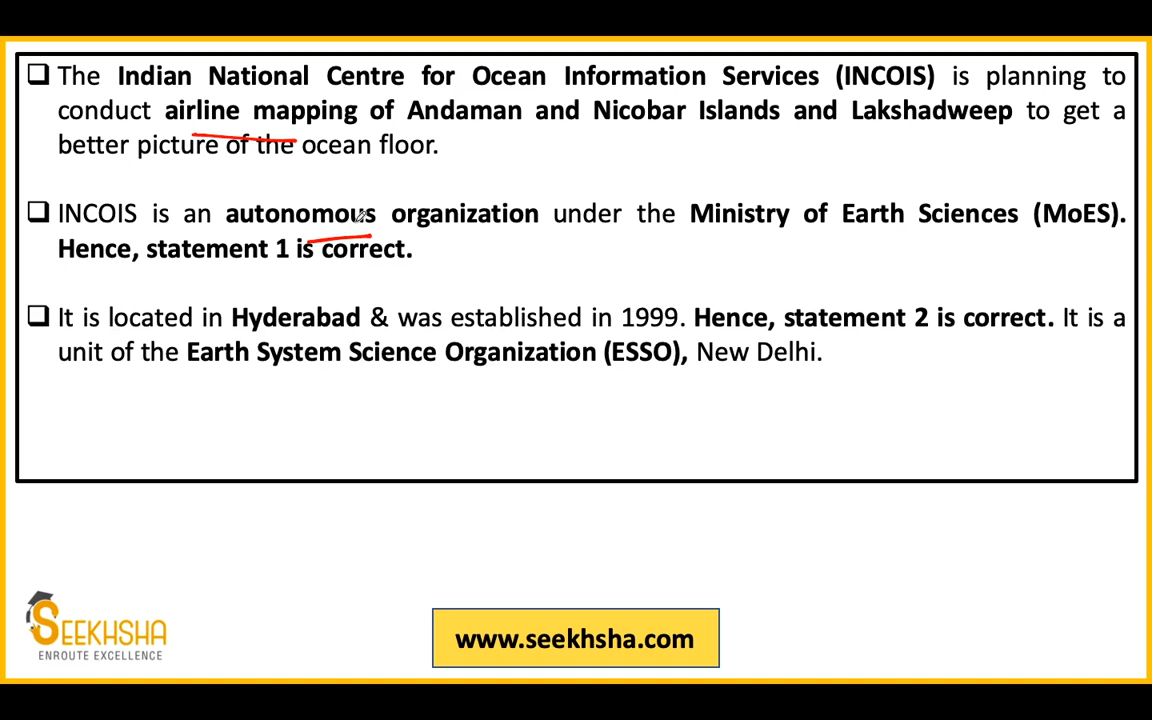 The Indian National Centre for Ocean Information Services (INCOIS) is planning to
conduct airline mapping of Andaman and Nicobar Islands and Lakshadweep to get a
better picture of the ocean floor.
INCOIS is an autonomous organization under the Ministry of Earth Sciences (MoES).
Hence, statement 1 is correct.
It is located in Hyderabad & was established in 1999. Hence, statement 2 is correct. It is a
unit of the Earth System Science Organization (ESSO), New Delhi.
SEEKHSHA
ENROUTE EXCELLENCE
www.seekhsha.com